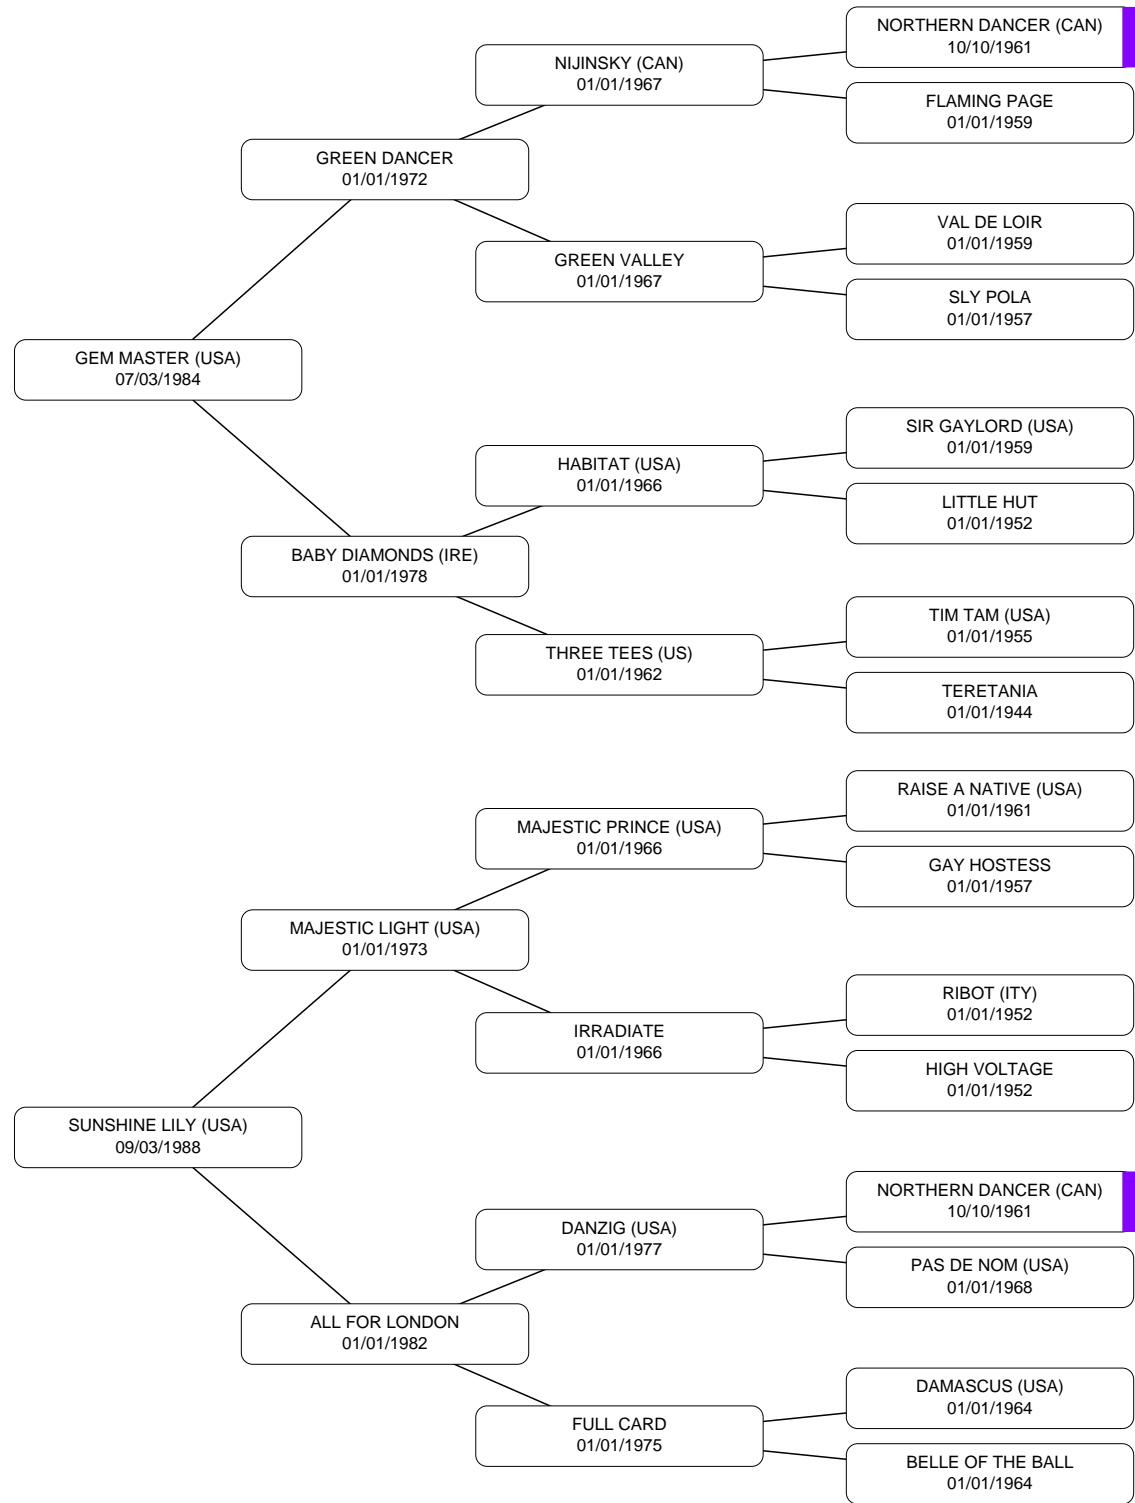 NORTHERN DANCER (CAN)
10/10/1961
NIJINSKY (CAN)
01/01/1967
FLAMING PAGE
01/01/1959
GREEN DANCER
01/01/1972
VAL DE LOIR
01/01/1959
GREEN VALLEY
01/01/1967
SLY POLA
01/01/1957
GEM MASTER (USA)
07/03/1984
SIR GAYLORD (USA)
01/01/1959
HABITAT (USA)
01/01/1966
LITTLE HUT
01/01/1952
BABY DIAMONDS (IRE)
01/01/1978
TIM TAM (USA)
01/01/1955
THREE TEES (US)
01/01/1962
TERETANIA
01/01/1944
RAISE A NATIVE (USA)
01/01/1961
MAJESTIC PRINCE (USA)
01/01/1966
GAY HOSTESS
01/01/1957
MAJESTIC LIGHT (USA)
01/01/1973
RIBOT (ITY)
01/01/1952
IRRADIATE
01/01/1966
HIGH VOLTAGE
01/01/1952
SUNSHINE LILY (USA)
09/03/1988
NORTHERN DANCER (CAN)
10/10/1961
DANZIG (USA)
01/01/1977
PAS DE NOM (USA)
01/01/1968
ALL FOR LONDON
01/01/1982
DAMASCUS (USA)
01/01/1964
FULL CARD
01/01/1975
BELLE OF THE BALL
01/01/1964